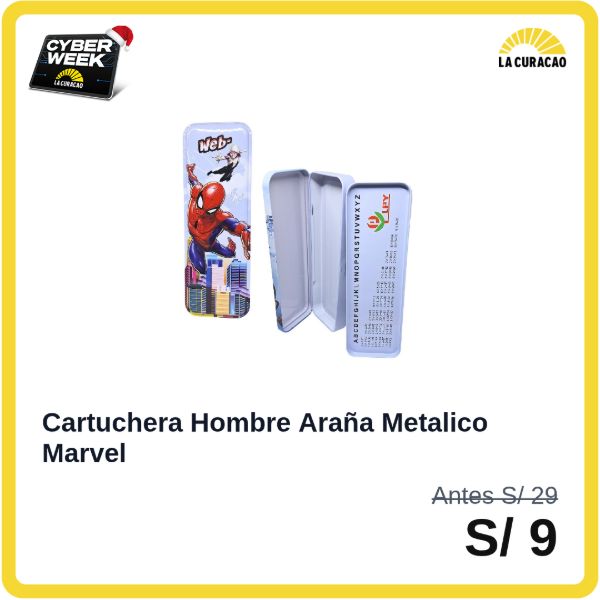 CYBER
WEEK
LA CURACAO
LA CURACAO
Web-
ABCDEFGHIJKLMNOPQRSTUVWXYZ
Cartuchera Hombre Araña Metalico
Marvel
Antes S/ 29
S/ 9